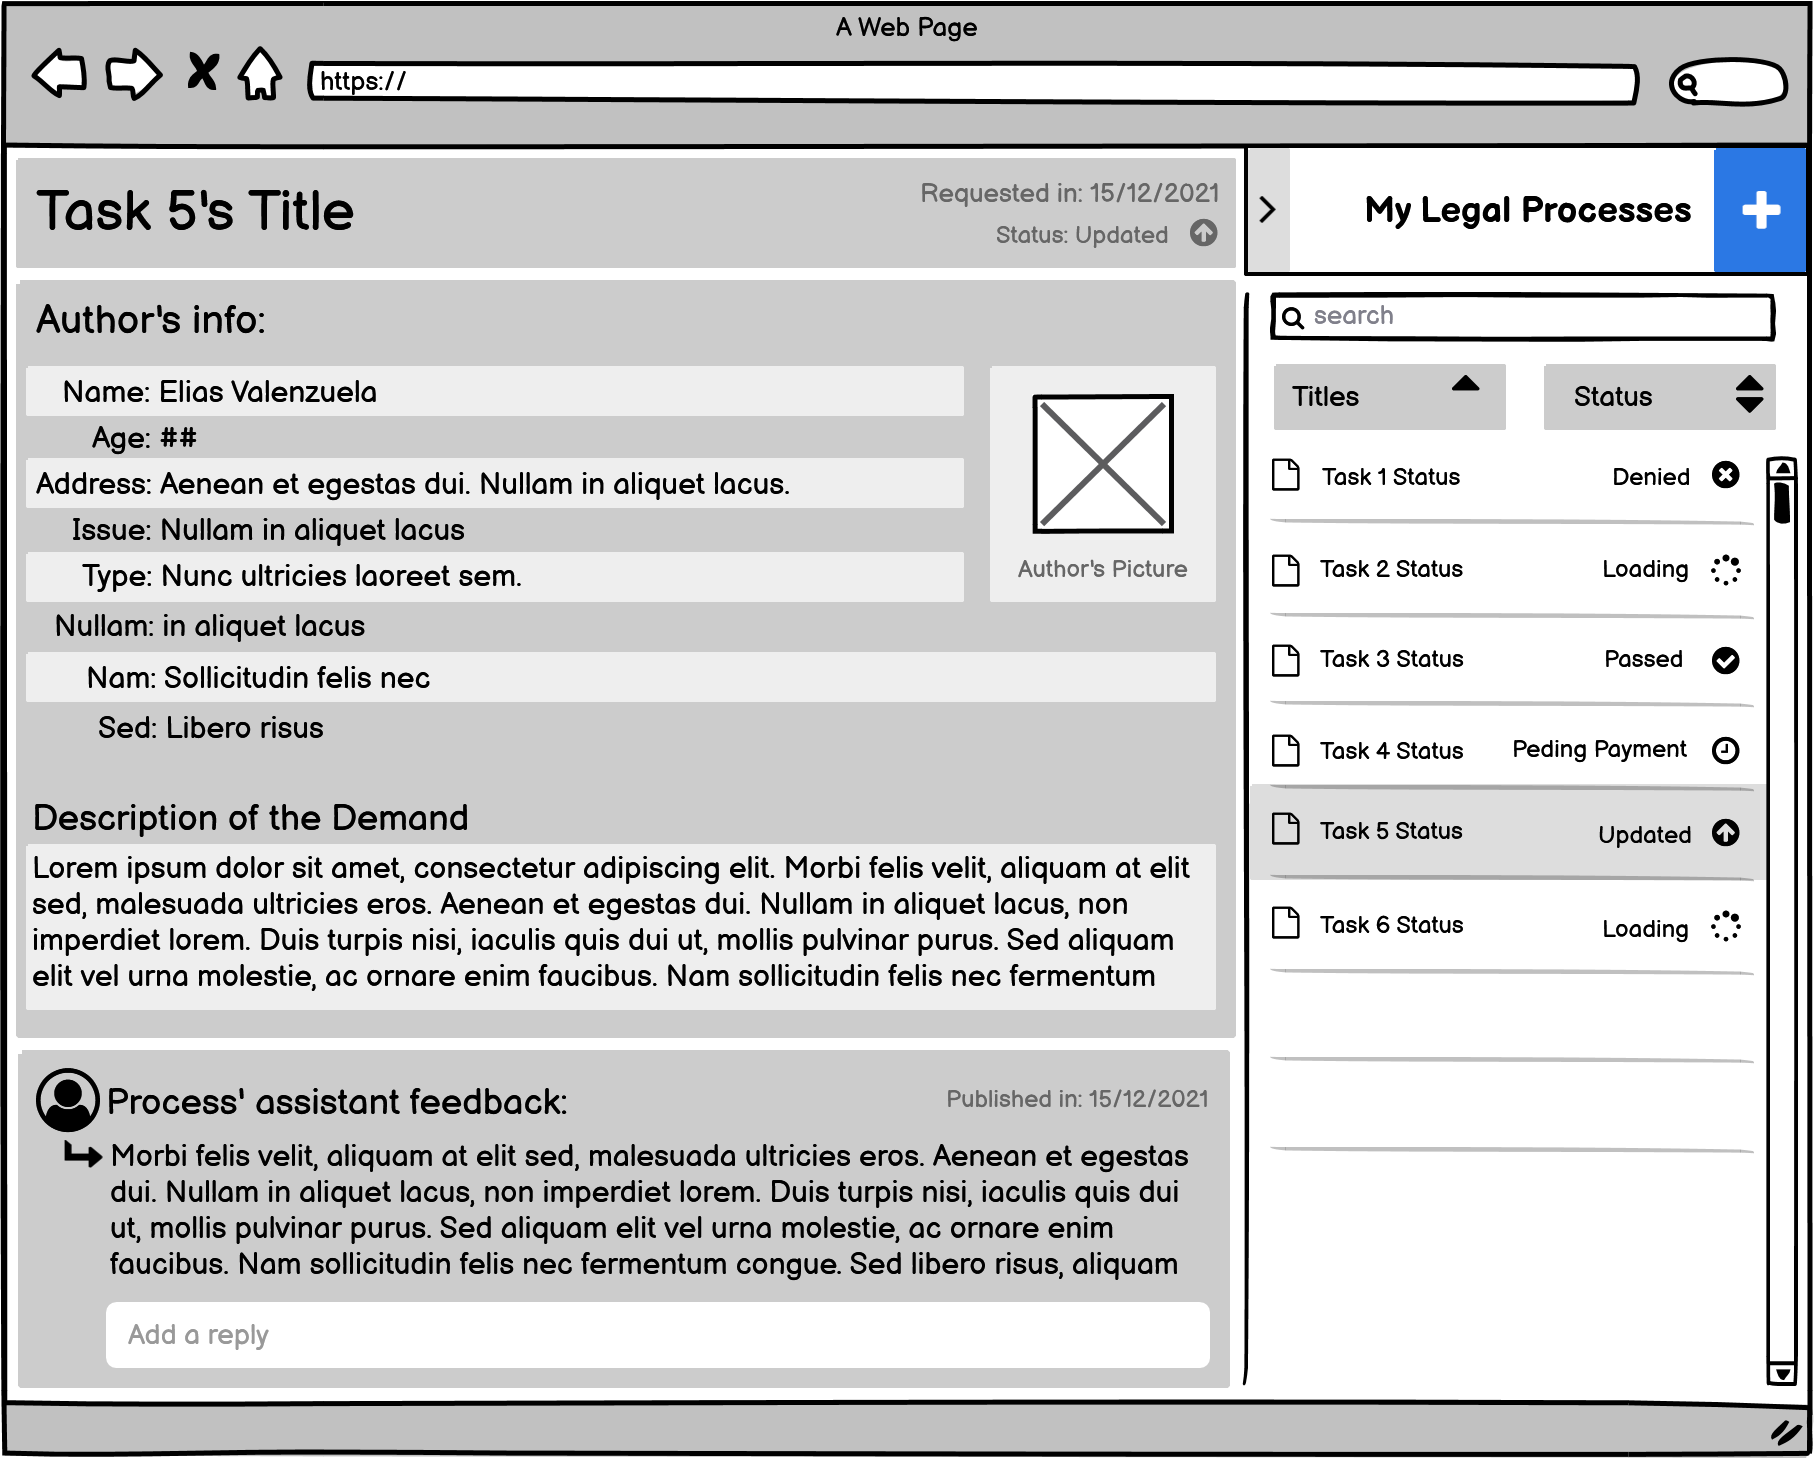 A Web Page
https://
Task 5's Title
Requested in: 15/12/2021
Status: Updated
Author's info:
Name: Elias Valenzuela
Age: ##
Address: Aenean et egestas dui. Nullam in aliquet lacus.
Issue: Nullam in aliquet lacus
Type: Nunc ultricies laoreet sem.
Nullam: in aliquet lacus
Nam: Sollicitudin felis nec
Sed: Libero risus
Author's Picture
Description of the Demand
Lorem ipsum dolor sit amet, consectetur adipiscing elit. Morbi felis velit, aliquam at elit
sed, malesuada ultricies eros. Aenean et egestas dui. Nullam in aliquet lacus, non
imperdiet lorem. Duis turpis nisi, iaculis quis dui ut, mollis pulvinar purus. Sed aliquam
elit vel urna molestie, ac ornare enim faucibus. Nam sollicitudin felis nec fermentum
Process' assistant feedback:
Published in: 15/12/2021
Morbi felis velit, aliquam at elit sed, malesuada ultricies eros. Aenean et egestas
dui. Nullam in aliquet lacus, non imperdiet lorem. Duis turpis nisi, iaculis quis dui
ut, mollis pulvinar purus. Sed aliquam elit vel urna molestie, ac ornare enim
faucibus. Nam sollicitudin felis nec fermentum congue. Sed libero risus, aliquam
Add a reply
My Legal Processes
search
Titles
Status
Task 1 Status Denied
Task 2 Status Loading
Task 3 Status Passed
Task 4 Status Peding Payment
Task 5 Status Updated
Task 6 Status Loading